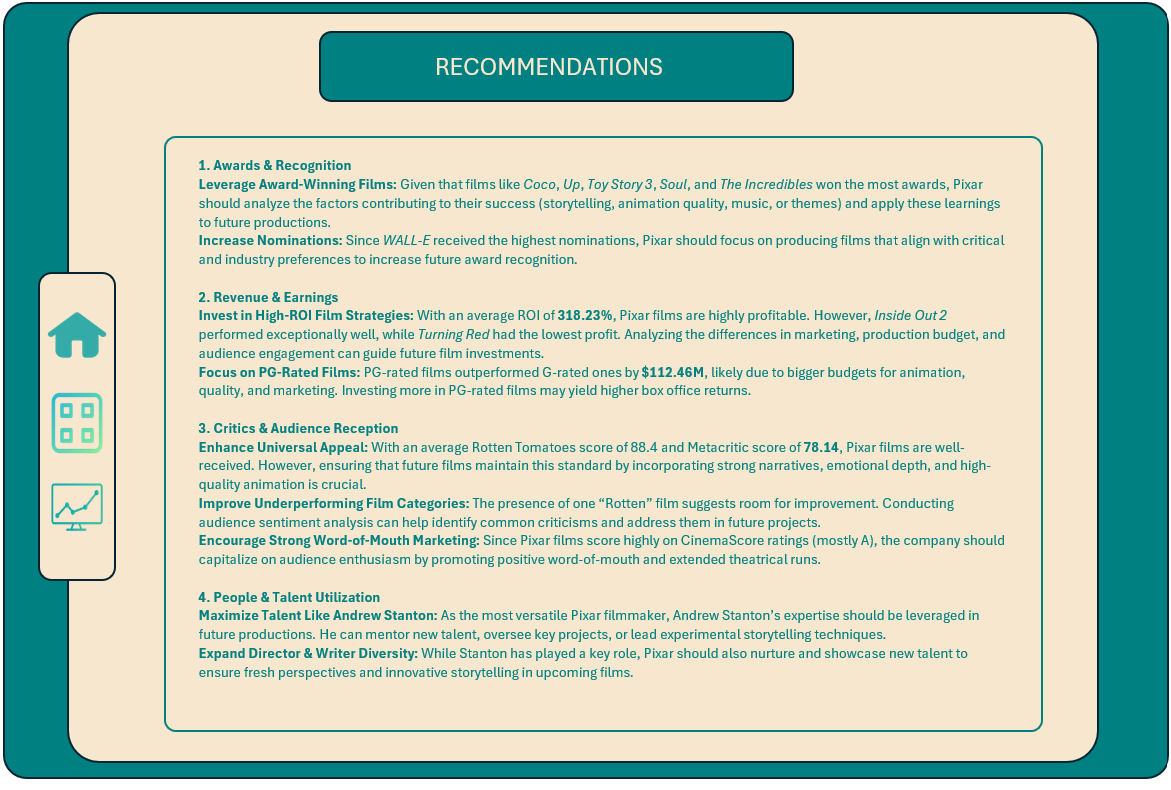 RECOMMENDATIONS
1. Awards & Recognition
Leverage Award-Winning Films: Given that films like Coco, Up, Toy Story 3, Soul, and The Incredibles won the most awards, Pixar
should analyze the factors contributing to their success (storytelling, animation quality, music, or themes) and apply these learnings
to future productions.
Increase Nominations: Since WALL-E received the highest nominations, Pixar should focus on producing films that align with critical
and industry preferences to increase future award recognition.
2. Revenue & Earnings
Invest in High-ROI Film Strategies: With an average ROI of 318.23%, Pixar films are highly profitable. However, Inside Out 2
performed exceptionally well, while Turning Red had the lowest profit. Analyzing the differences in marketing, production budget, and
audience engagement can guide future film investments.
Focus on PG-Rated Films: PG-rated films outperformed G-rated ones by $112.46M, likely due to bigger budgets for animation,
quality, and marketing. Investing more in PG-rated films may yield higher box office returns.
3. Critics & Audience Reception
Enhance Universal Appeal: With an average Rotten Tomatoes score of 88.4 and Metacritic score of 78.14, Pixar films are well-
received. However, ensuring that future films maintain this standard by incorporating strong narratives, emotional depth, and high-
quality animation is crucial.
Improve Underperforming Film Categories: The presence of one “Rotten” film suggests room for improvement. Conducting
audience sentiment analysis can help identify common criticisms and address them in future projects.
Encourage Strong Word-of-Mouth Marketing: Since Pixar films score highly on CinemaScore ratings (mostly A), the company should
capitalize on audience enthusiasm by promoting positive word-of-mouth and extended theatrical runs.
4. People & Talent Utilization
Maximize Talent Like Andrew Stanton: As the most versatile Pixar filmmaker, Andrew Stanton’s expertise should be leveraged in
future productions. He can mentor new talent, oversee key projects, or lead experimental storytelling techniques.
Expand Director & Writer Diversity: While Stanton has played a key role, Pixar should also nurture and showcase new talent to
ensure fresh perspectives and innovative storytelling in upcoming films.